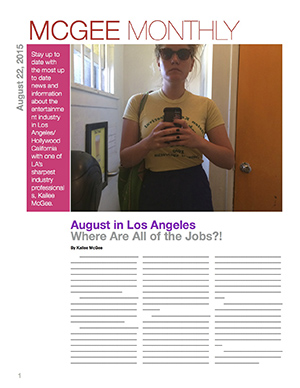 MCGEE MONTHLY
August 22, 2015
Stay up to
date with
the most up
to date
news and
information
about the
entertainme
nt industry
in Los
Angeles/
Hollywood
California
with one of
LA's
sharpest
industry
professional
s, Kailee
McGee.
August in Los Angeles
Where Are All of the Jobs?!
By Kailee McGee
1